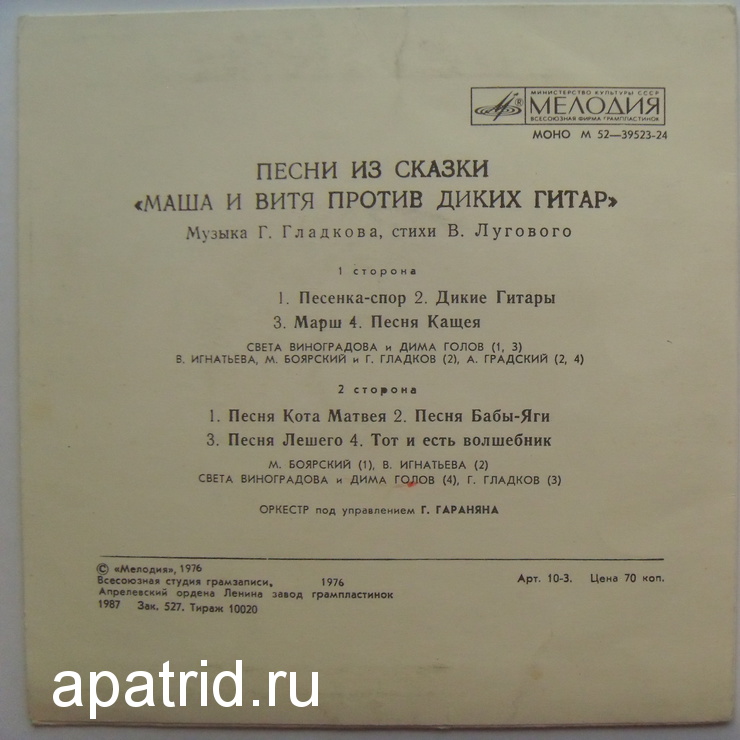 МИНИСТЕРСТВО КУЛЬТУРЫ СССР
МЕЛОДИЯ
ВСЕСОЮЗНАЯ ФИРМА ГРАМПЛАСТИНОК
МОНО М 52—39523-24
ПЕСНИ ИЗ СКАЗКИ
«МАША И ВИТЯ ПРОТИВ ДИКИХ ГИТАР»
Музыка Г. Гладкова, стихи В. Лугового
1 сторона
1. Песенка-спор 2. Дикие Гитары
3. Марш 4. Песня Кащея
СВЕТА ВИНОГРАДОВА и ДИМА ГОЛОВ (1, 3)
В. ИГНАТЬЕВА, М. БОЯРСКИЙ и Г. ГЛАДКОВ (2), А. ГРАДСКИЙ (2, 4)
2 сторона
1. Песня Кота Матвея 2. Песня Бабы-Яги
3. Песня Лешего 4. Тот и есть волшебник
М. БОЯРСКИЙ (1), В. ИГНАТЬЕВА (2)
СВЕТА ВИНОГРАДОВА и ДИМА ГОЛОВ (4), Г. ГЛАДКОВ (3)
ОРКЕСТР под управлением Г. ГАРАНЯНА
© «Мелодия», 1976
Всесоюзная студия грамзаписи, 1976 Арт. 10-3. Цена 70 коп.
Апрелевский ордена Ленина завод грампластинок
1987 Зак. 527. Тираж 10020
apatrid.ru